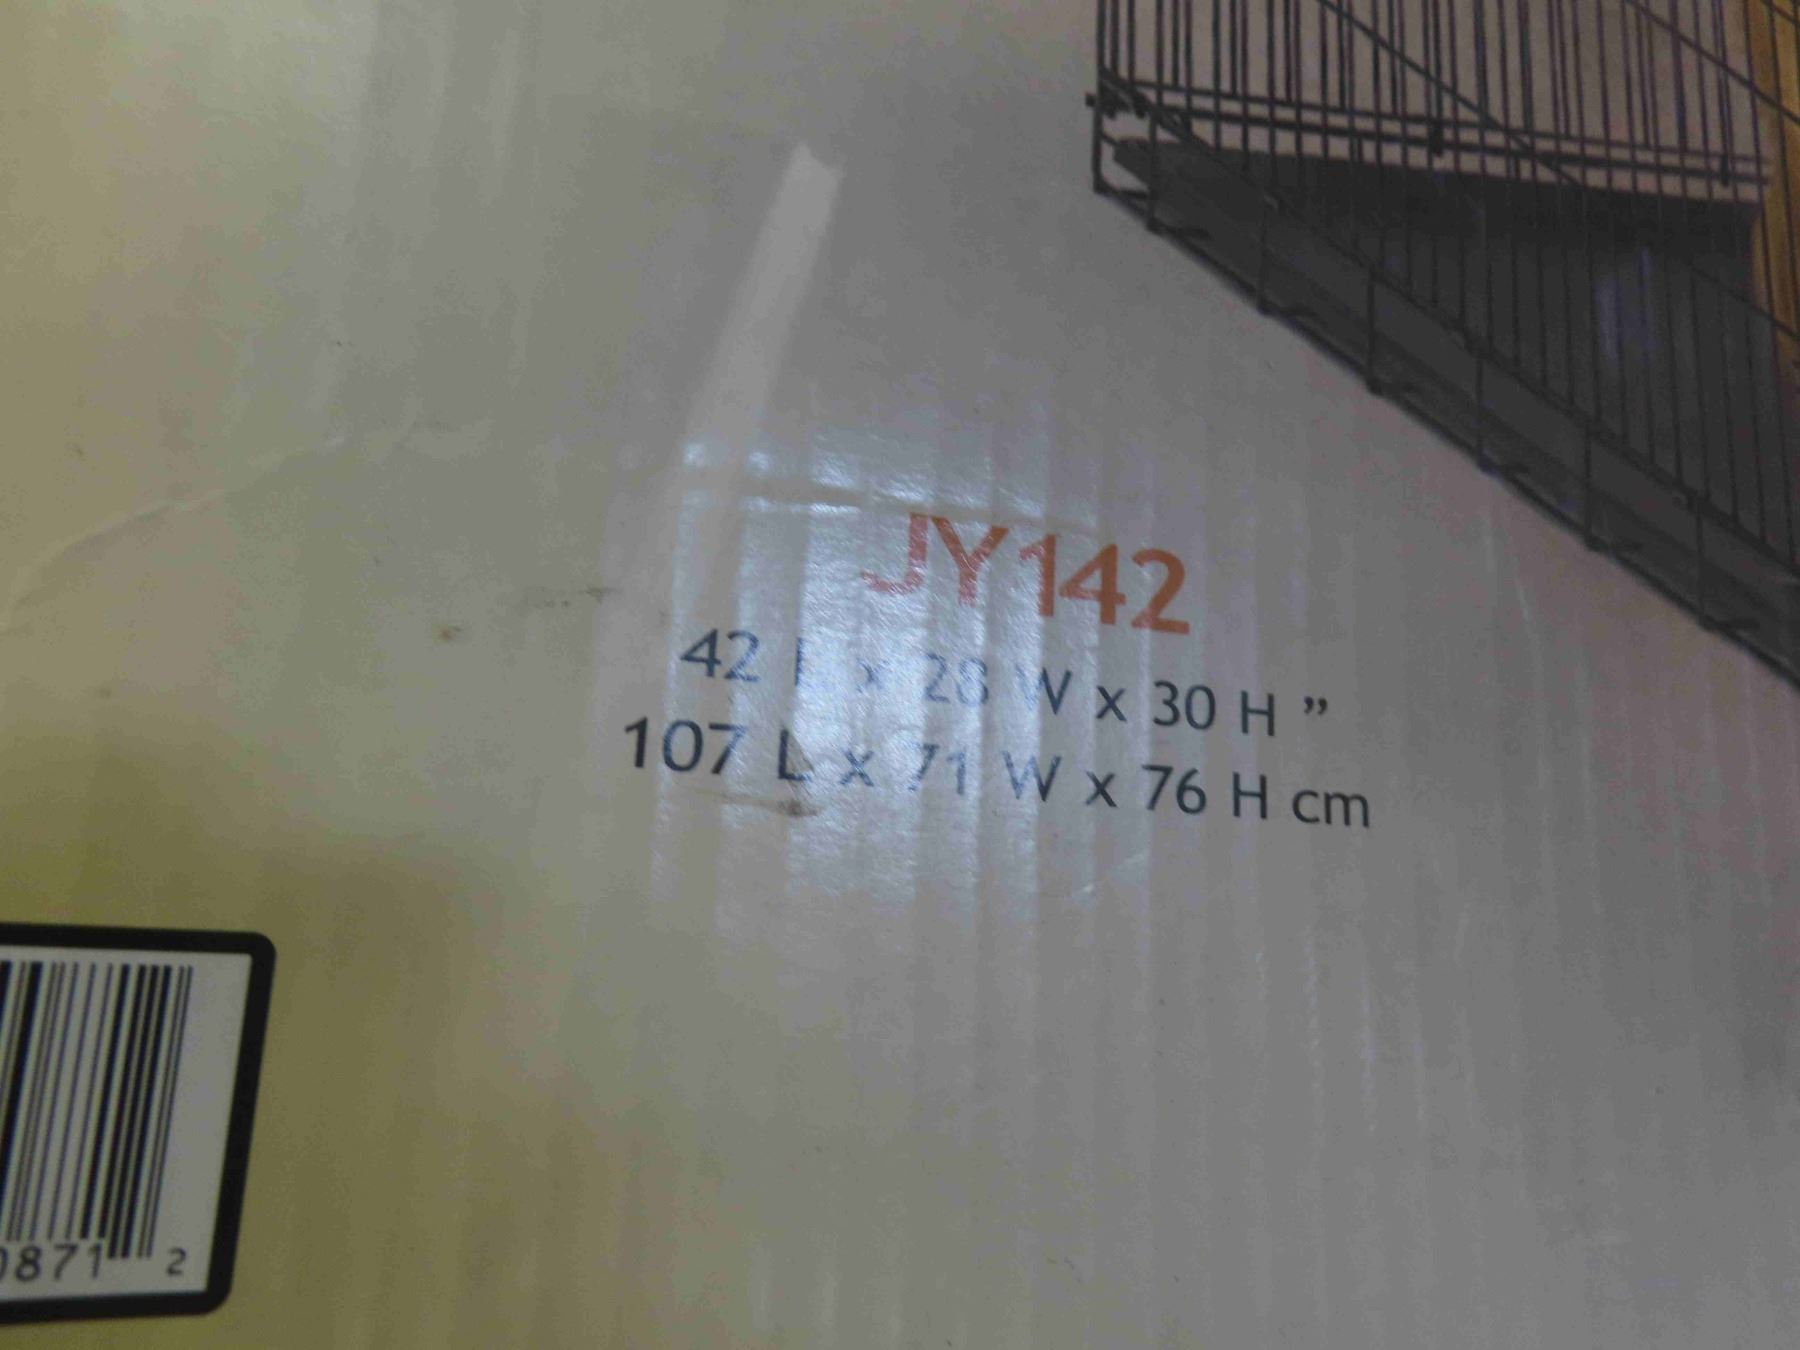 JY142
42 L x 28 W x 30 H ”
107 L x 71 W x 76 H cm
0871 2